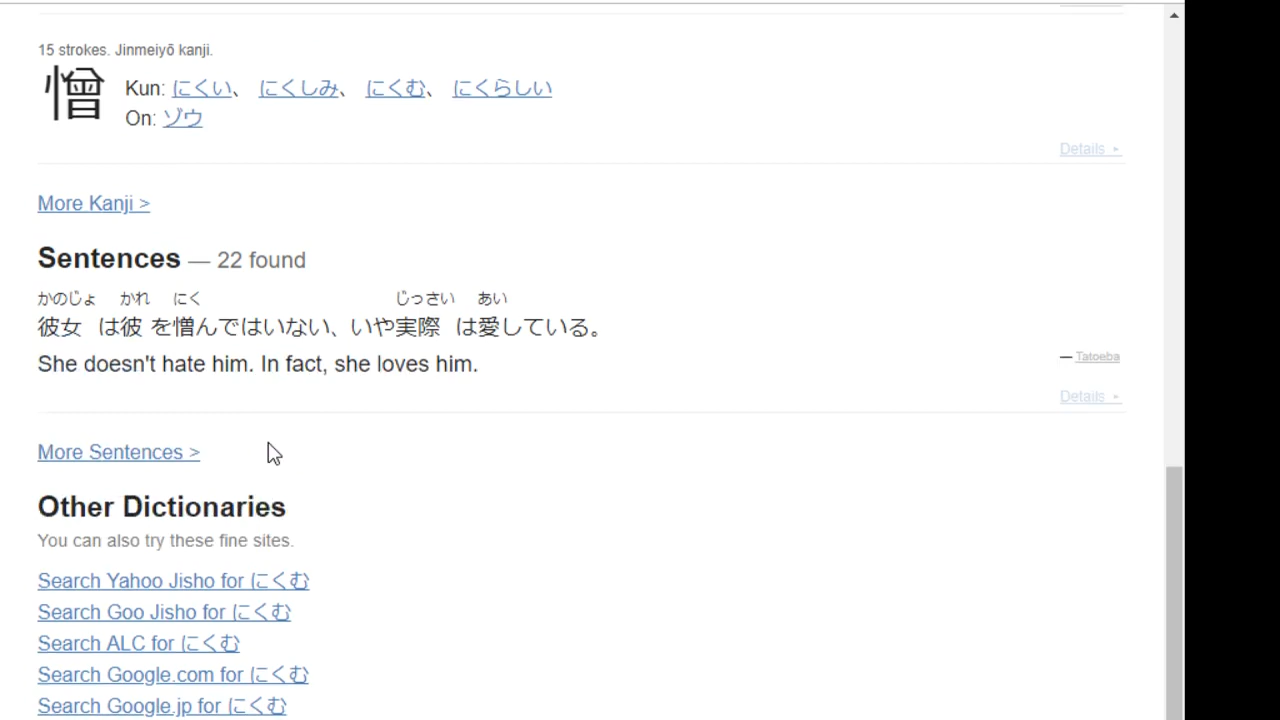 15 strokes. Jinmeiyō kanji.
憎
Kun: にくい、 にくしみ、 にくむ、 にくらしい
On: ゾウ
Details ▸
More Kanji >
Sentences — 22 found
かのじょ かれ にく じっさい あい
彼女 は彼 を憎んではいない、いや実際 は愛している。
She doesn't hate him. In fact, she loves him.
— Tatoeba
Details ▸
More Sentences >
Other Dictionaries
You can also try these fine sites.
Search Yahoo Jisho for にくむ
Search Goo Jisho for にくむ
Search ALC for にくむ
Search Google.com for にくむ
Search Google.jp for にくむ